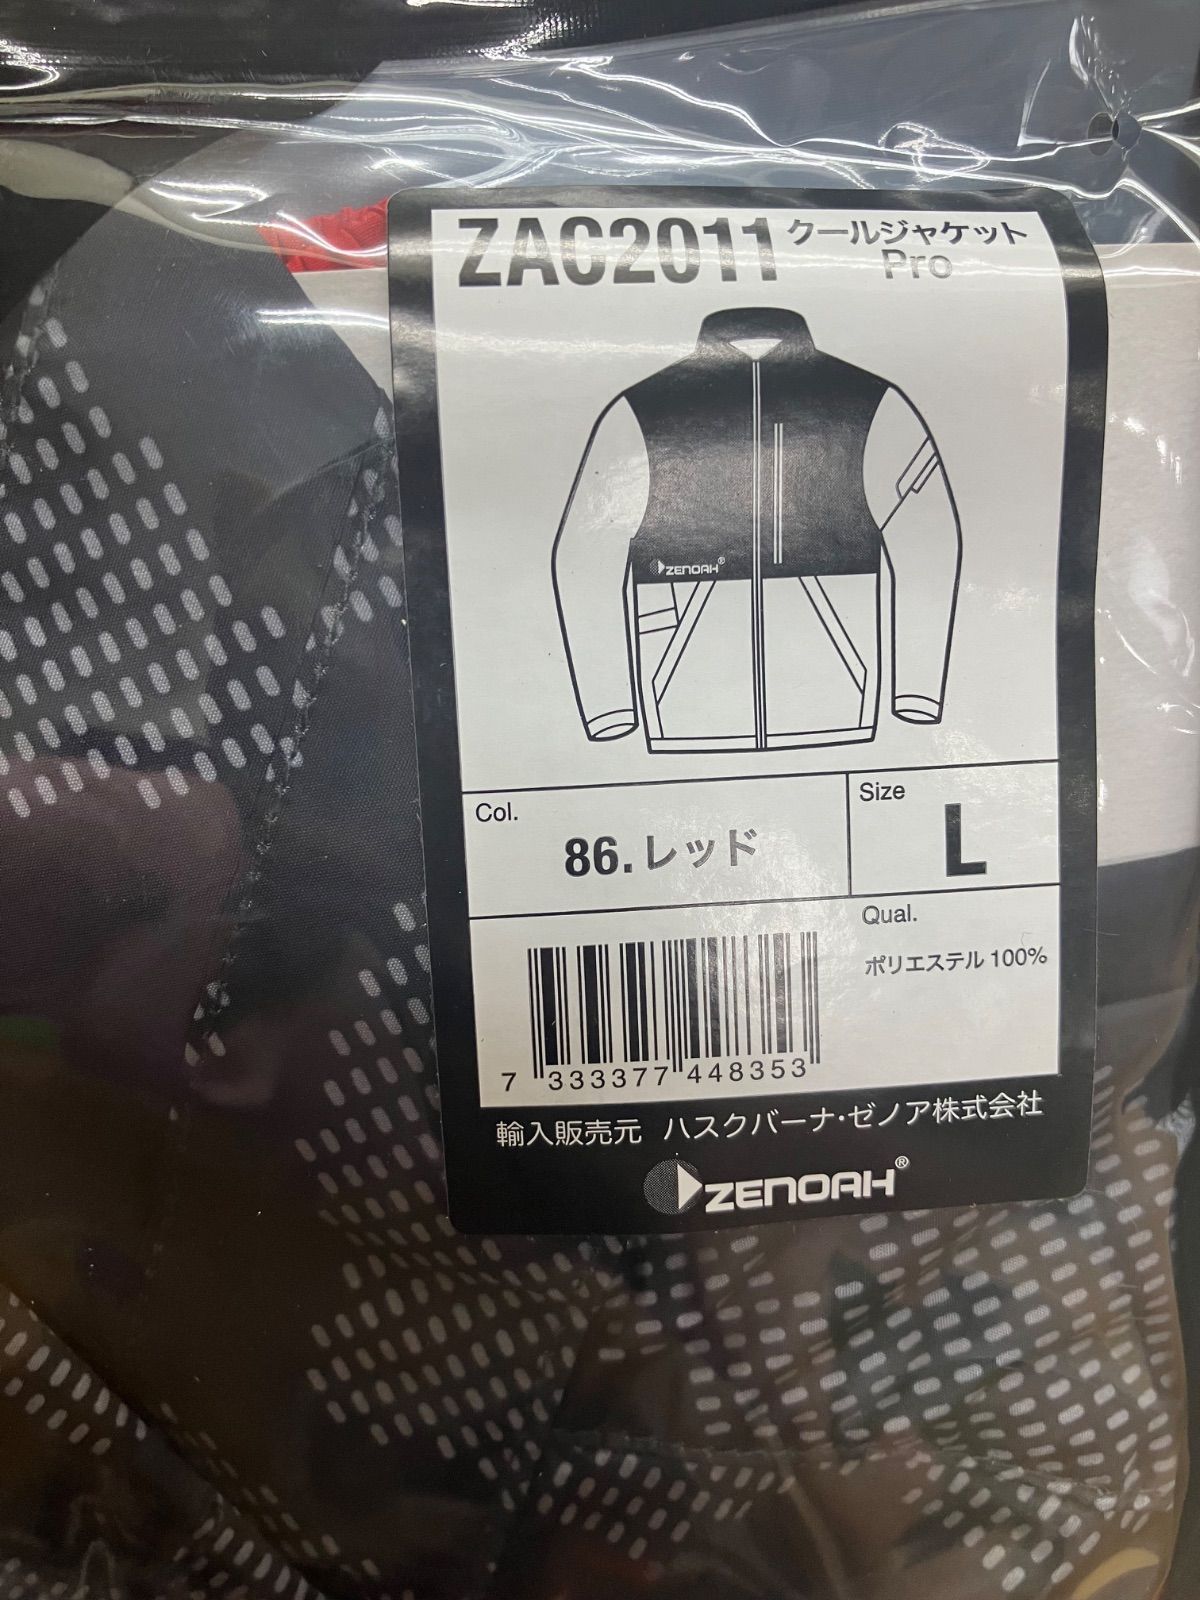 ZAC2011 クールジャケット
Pro
ZENOAH®
Col.
86.レッド
Size
L
Qual.
ポリエステル 100%
7 333377 448353
輸入販売元 ハスクバーナ・ゼノア株式会社
ZENOAH®